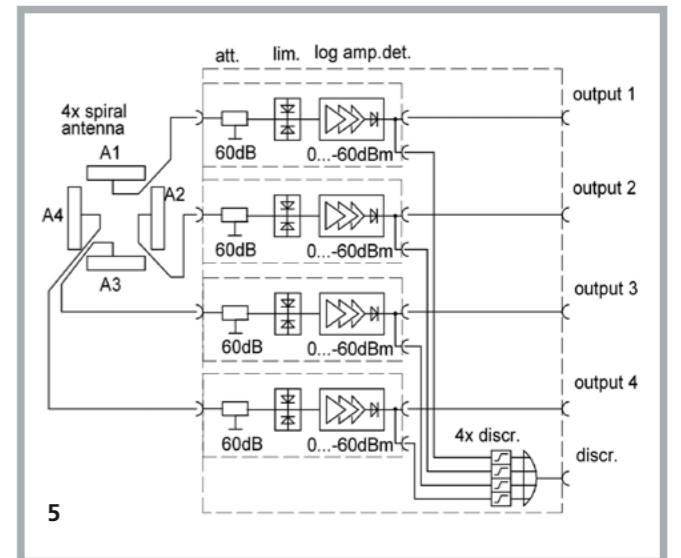 att. lim. log amp.det.
4x spiral
antenna
A1
A2
A4
A3
60dB 0...-60dBm
output 1
60dB 0...-60dBm
output 2
60dB 0...-60dBm
output 3
60dB 0...-60dBm
output 4
4x discr.
discr.
5